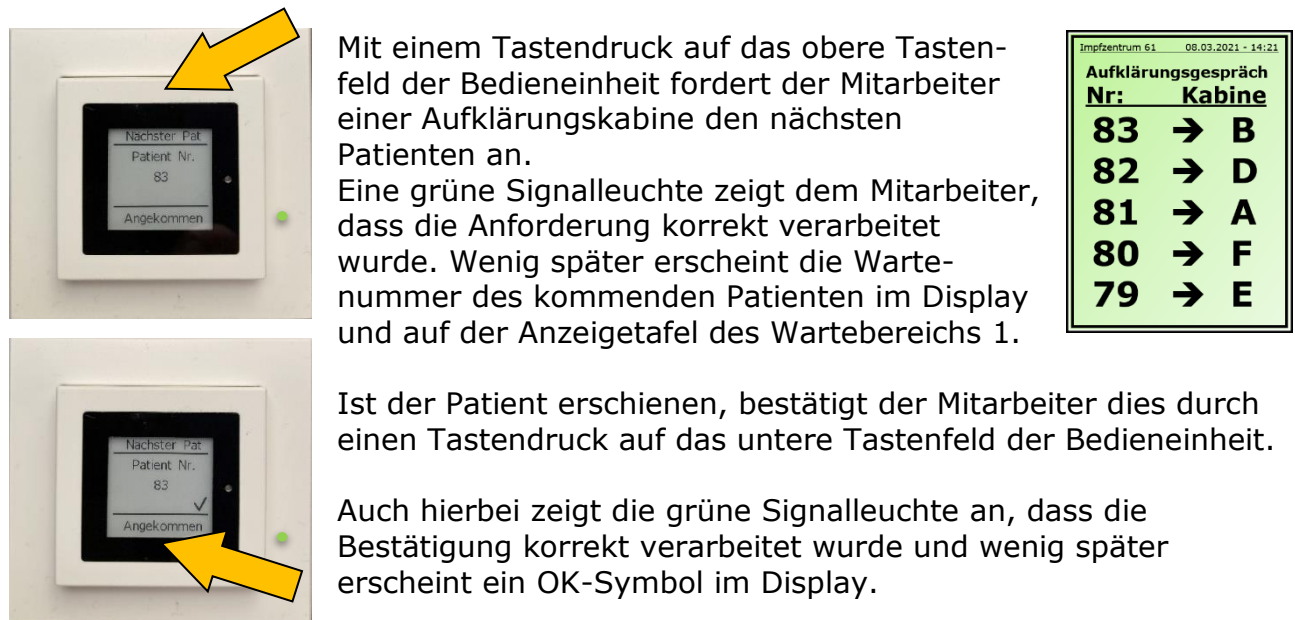 Nachster Pat
Patient Nr.
83
Angekommen
Mit einem Tastendruck auf das obere Tasten-
feld der Bedieneinheit fordert der Mitarbeiter
einer Aufklärungskabine den nächsten
Patienten an.
Eine grüne Signalleuchte zeigt dem Mitarbeiter,
dass die Anforderung korrekt verarbeitet
wurde. Wenig später erscheint die Warte-
nummer des kommenden Patienten im Display
und auf der Anzeigetafel des Wartebereichs 1.
Impfzentrum 61 08.03.2021 - 14:21
Aufklärungsgespräch
Nr: Kabine
83 ➔ B
82 ➔ D
81 ➔ A
80 ➔ F
79 ➔ E
Nachster Pat
Patient Nr.
83
✓
Angekommen
Ist der Patient erschienen, bestätigt der Mitarbeiter dies durch
einen Tastendruck auf das untere Tastenfeld der Bedieneinheit.
Auch hierbei zeigt die grüne Signalleuchte an, dass die
Bestätigung korrekt verarbeitet wurde und wenig später
erscheint ein OK-Symbol im Display.